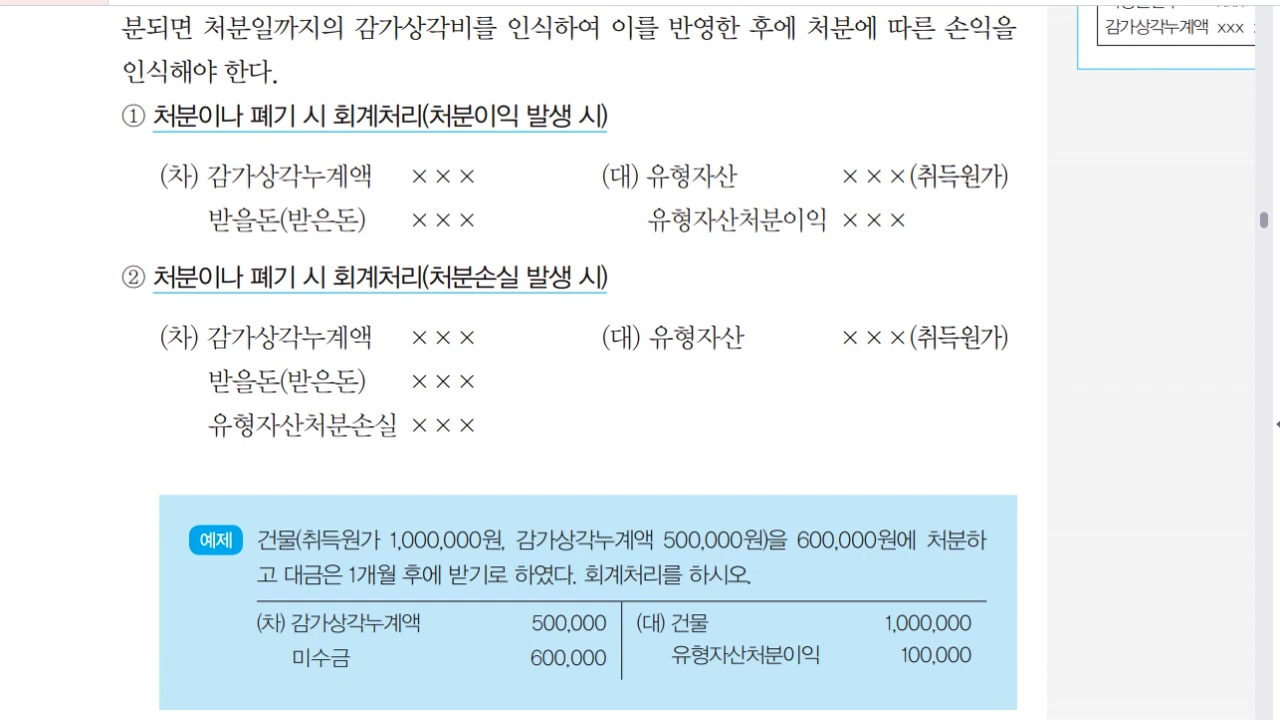 분되면 처분일까지의 감가상각비를 인식하여 이를 반영한 후에 처분에 따른 손익을
인식해야 한다.
① 처분이나 폐기 시 회계처리(처분이익 발생 시)
(차) 감가상각누계액 ××× (대) 유형자산 ×××(취득원가)
받을돈(받은돈) ××× 유형자산처분이익 ×××
② 처분이나 폐기 시 회계처리(처분손실 발생 시)
(차) 감가상각누계액 ××× (대) 유형자산 ×××(취득원가)
받을돈(받은돈) ×××
유형자산처분손실 ×××
예제 건물(취득원가 1,000,000원, 감가상각누계액 500,000원)을 600,000원에 처분하
고 대금은 1개월 후에 받기로 하였다. 회계처리를 하시오.
(차) 감가상각누계액 500,000 (대) 건물 1,000,000
미수금 600,000 유형자산처분이익 100,000
감가상각누계액 xxx